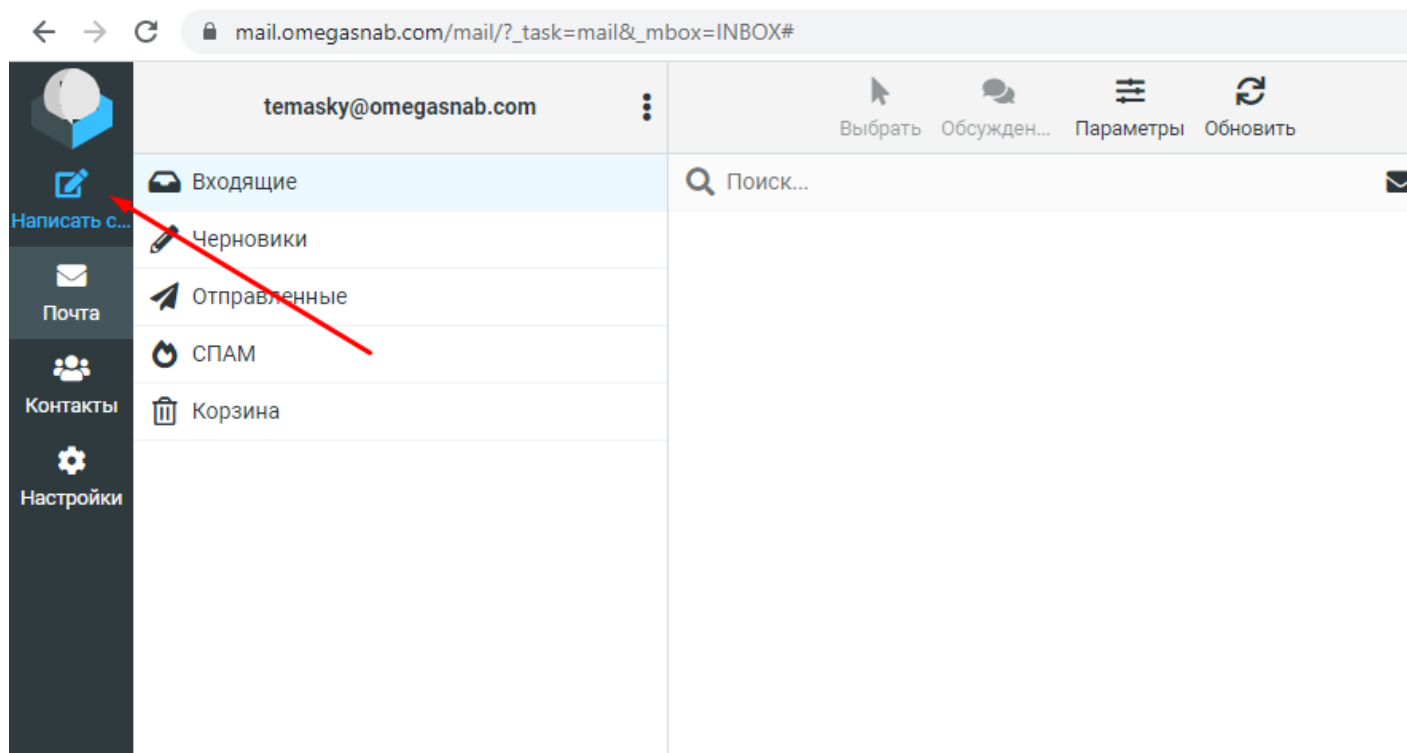 mail.omegasnab.com/mail/?_task=mail&_mbox=INBOX#
temasky@omegasnab.com
Выбрать
Обсужден...
Параметры
Обновить
Написать с...
Почта
Контакты
Настройки
Входящие
Черновики
Отправленные
СПАМ
Корзина
Поиск...